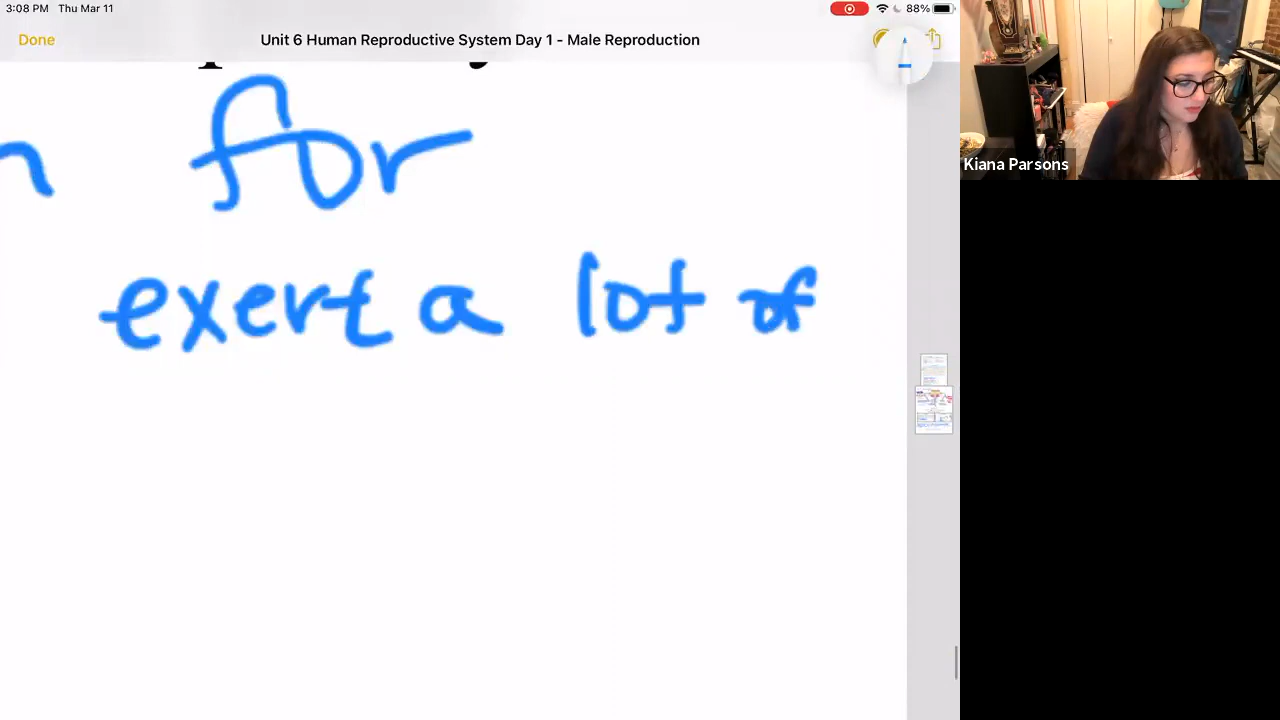 3:08 PM Thu Mar 11 88%
Done Unit 6 Human Reproductive System Day 1 - Male Reproduction
for
exert a lot of
Kiana Parsons